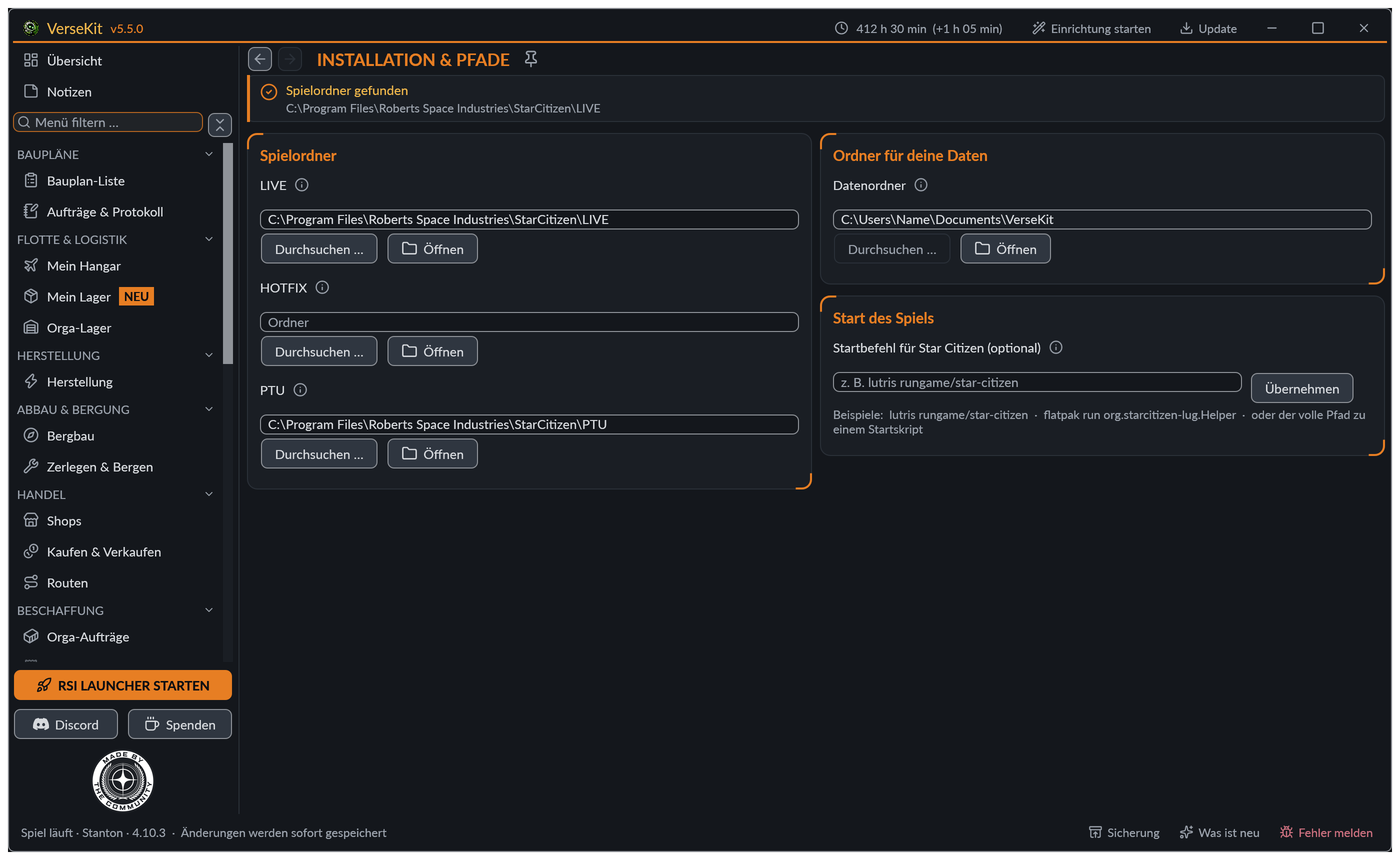 VerseKit v5.5.0
412 h 30 min (+1 h 05 min)
Einrichtung starten
Update
Übersicht
Notizen
Menü filtern ...
BAUPLÄNE
Bauplan-Liste
Aufträge & Protokoll
FLOTTE & LOGISTIK
Mein Hangar
Mein Lager NEU
Orga-Lager
HERSTELLUNG
Herstellung
ABBAU & BERGUNG
Bergbau
Zerlegen & Bergen
HANDEL
Shops
Kaufen & Verkaufen
Routen
BESCHAFFUNG
Orga-Aufträge
RSI LAUNCHER STARTEN
Discord
Spenden
MADE BY
THE COMMUNITY
INSTALLATION & PFADE
Spielordner gefunden
C:\Program Files\Roberts Space Industries\StarCitizen\LIVE
Spielordner
LIVE
C:\Program Files\Roberts Space Industries\StarCitizen\LIVE
Durchsuchen ...
Öffnen
HOTFIX
Ordner
Durchsuchen ...
Öffnen
PTU
C:\Program Files\Roberts Space Industries\StarCitizen\PTU
Durchsuchen ...
Öffnen
Ordner für deine Daten
Datenordner
C:\Users\Name\Documents\VerseKit
Durchsuchen ...
Öffnen
Start des Spiels
Startbefehl für Star Citizen (optional)
z. B. lutris rungame/star-citizen
Übernehmen
Beispiele: lutris rungame/star-citizen · flatpak run org.starcitizen-lug.Helper · oder der volle Pfad zu
einem Startskript
Spiel läuft · Stanton · 4.10.3 · Änderungen werden sofort gespeichert
Sicherung
Was ist neu
Fehler melden